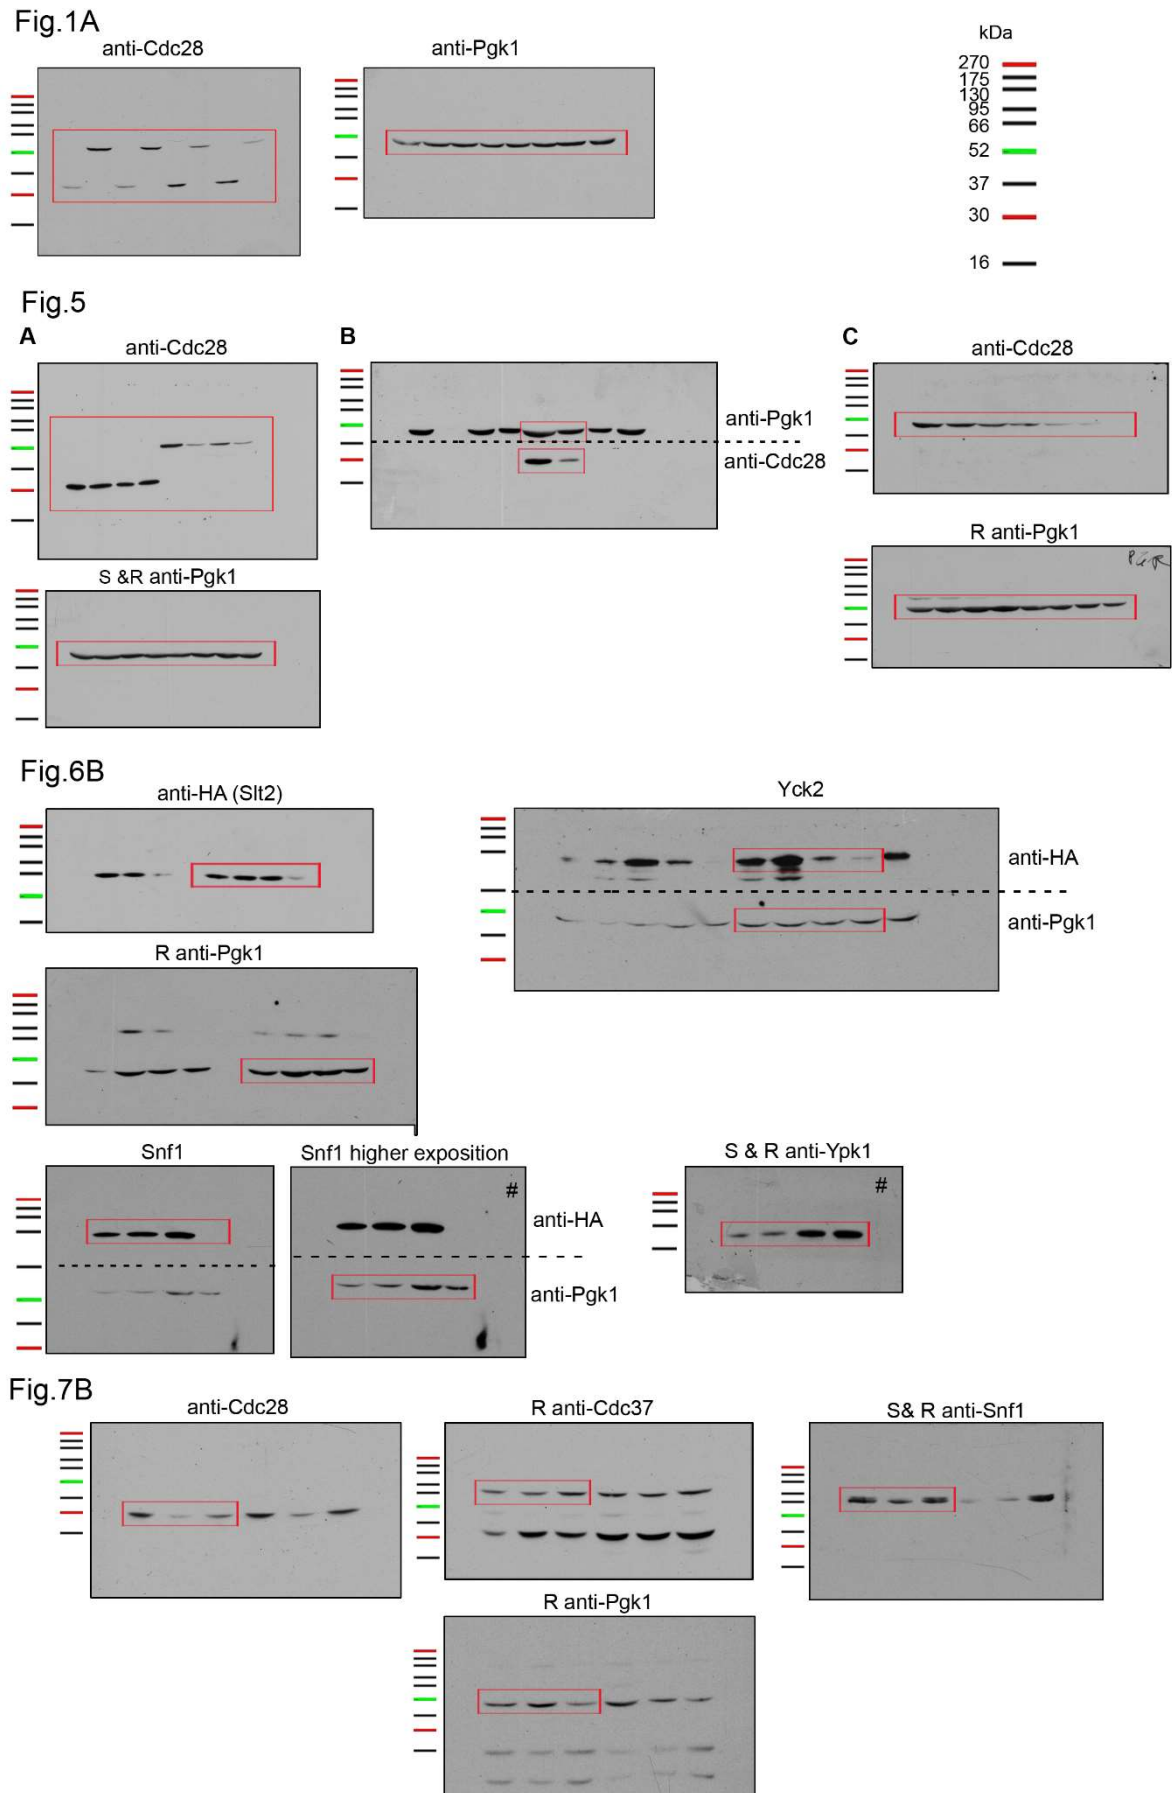 Fig.1A
anti-Cdc28
anti-Pgk1
kDa
270
175
130
95
66
52
37
30
16
Fig.5
A
anti-Cdc28
S &R anti-Pgk1
B
anti-Pgk1
anti-Cdc28
C
anti-Cdc28
R anti-Pgk1
Fig.6B
anti-HA (Slt2)
Yck2
anti-HA
anti-Pgk1
R anti-Pgk1
Snf1
Snf1 higher exposition
#
anti-HA
anti-Pgk1
S & R anti-Ypk1
#
Fig.7B
anti-Cdc28
R anti-Cdc37
S& R anti-Snf1
R anti-Pgk1